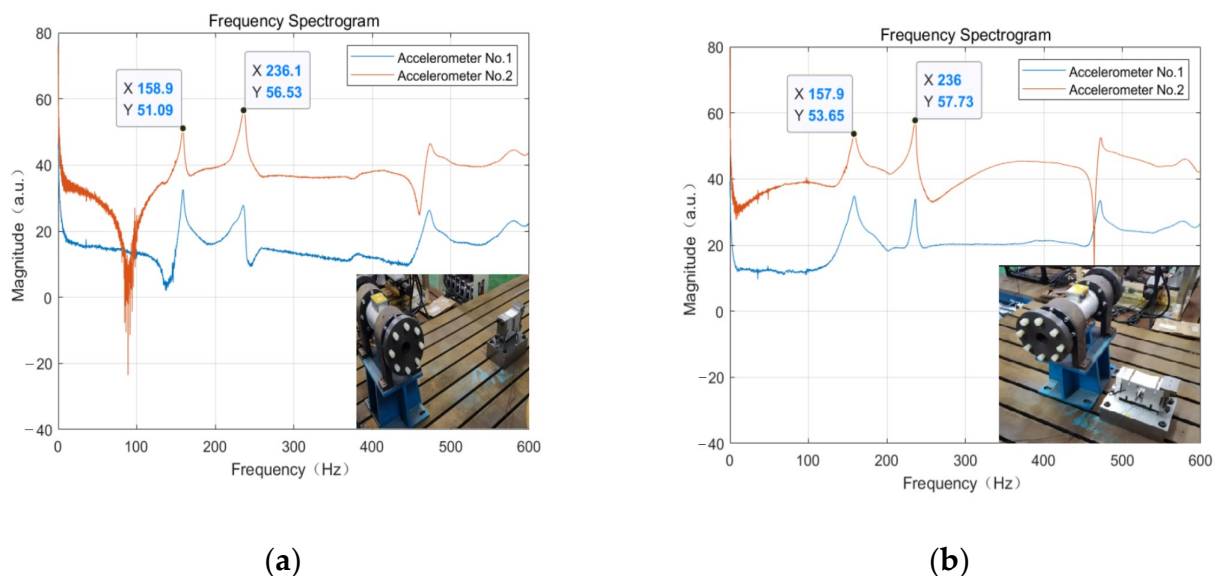 Frequency Spectrogram
80
60
40
20
0
−20
−40
Magnitude（a.u.）
X 158.9
Y 51.09
X 236.1
Y 56.53
Accelerometer No.1
Accelerometer No.2
0
100
200
300
400
500
600
Frequency（Hz）
(a)
Frequency Spectrogram
80
60
40
20
0
−20
−40
Magnitude（a.u.）
X 157.9
Y 53.65
X 236
Y 57.73
Accelerometer No.1
Accelerometer No.2
0
100
200
300
400
500
600
Frequency（Hz）
(b)